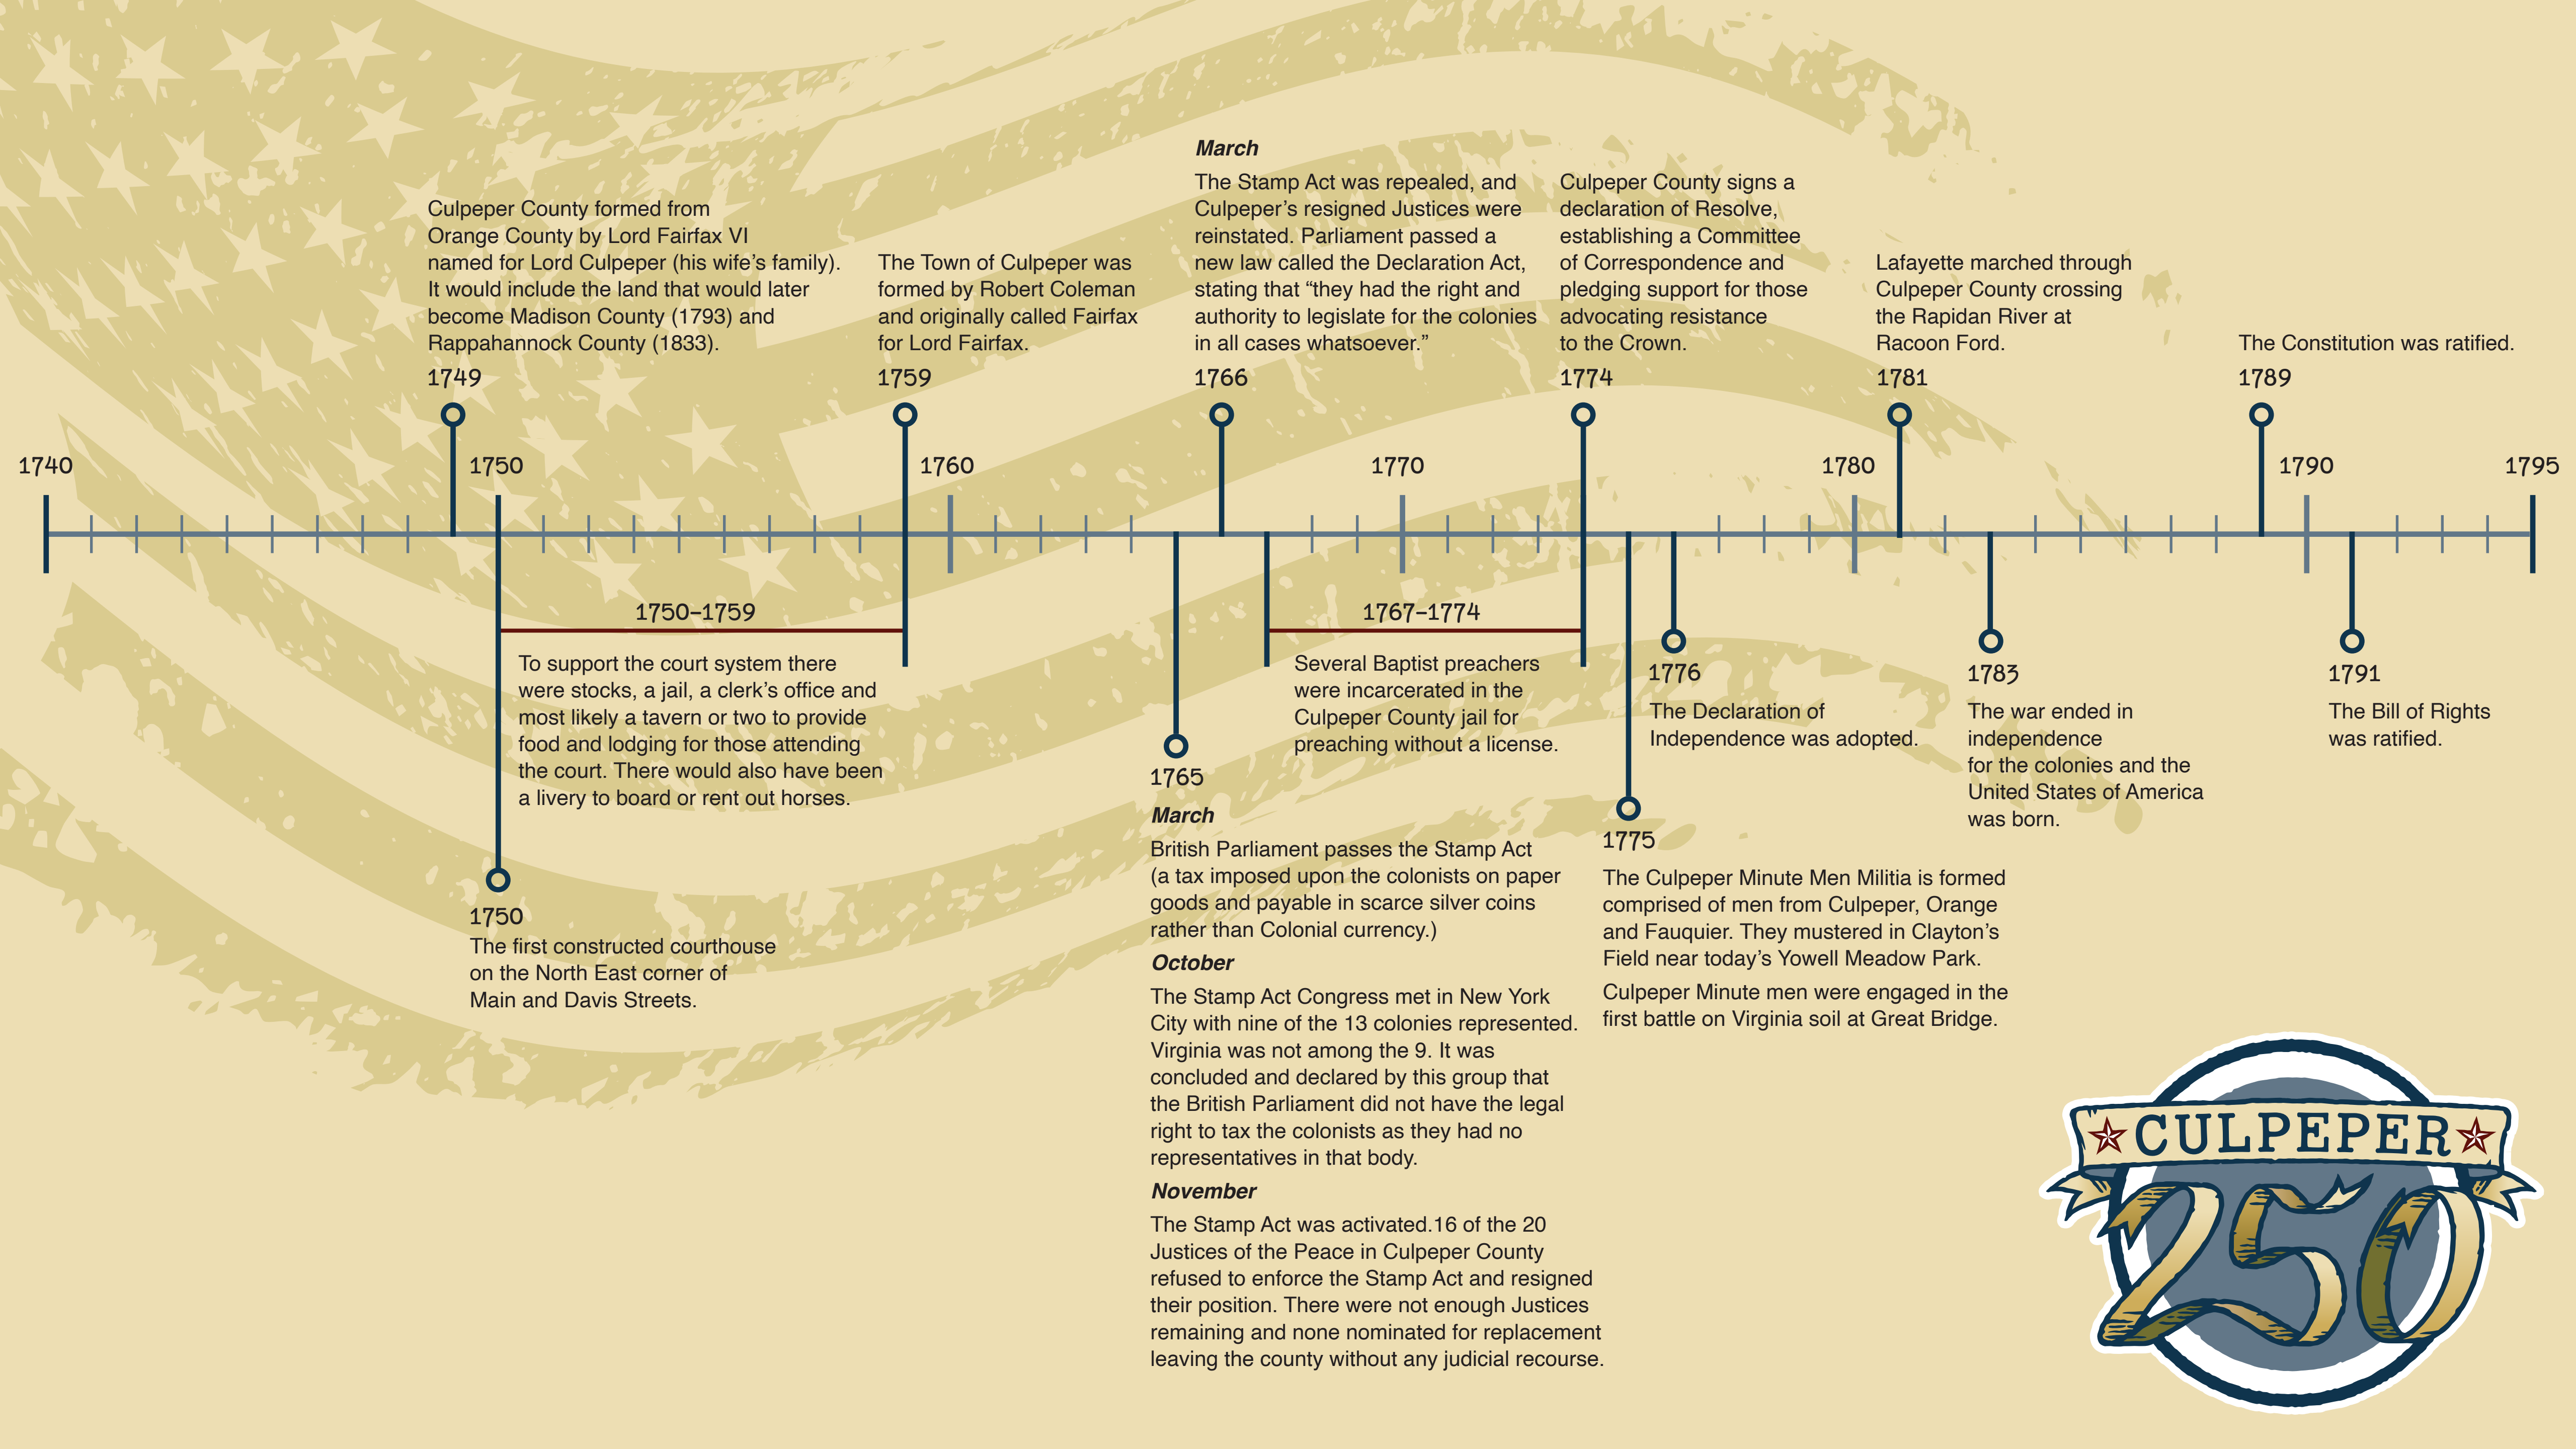 Culpeper County formed from
Orange County by Lord Fairfax VI
named for Lord Culpeper (his wife's family).
It would include the land that would later
become Madison County (1793) and
Rappahannock County (1833).
1749
The Town of Culpeper was
formed by Robert Coleman
and originally called Fairfax
for Lord Fairfax.
1759
March
The Stamp Act was repealed, and
Culpeper's resigned Justices were
reinstated. Parliament passed a
new law called the Declaration Act,
stating that “they had the right and
authority to legislate for the colonies
in all cases whatsoever.”
1766
Culpeper County signs a
declaration of Resolve,
establishing a Committee
of Correspondence and
pledging support for those
advocating resistance
to the Crown.
1774
Lafayette marched through
Culpeper County crossing
the Rapidan River at
Racoon Ford.
1781
The Constitution was ratified.
1789
1740
1750
1760
1770
1780
1790
1795
1750–1759
To support the court system there
were stocks, a jail, a clerk's office and
most likely a tavern or two to provide
food and lodging for those attending
the court. There would also have been
a livery to board or rent out horses.
1750
The first constructed courthouse
on the North East corner of
Main and Davis Streets.
1767–1774
Several Baptist preachers
were incarcerated in the
Culpeper County jail for
preaching without a license.
1765
March
British Parliament passes the Stamp Act
(a tax imposed upon the colonists on paper
goods and payable in scarce silver coins
rather than Colonial currency.)
October
The Stamp Act Congress met in New York
City with nine of the 13 colonies represented.
Virginia was not among the 9. It was
concluded and declared by this group that
the British Parliament did not have the legal
right to tax the colonists as they had no
representatives in that body.
November
The Stamp Act was activated.16 of the 20
Justices of the Peace in Culpeper County
refused to enforce the Stamp Act and resigned
their position. There were not enough Justices
remaining and none nominated for replacement
leaving the county without any judicial recourse.
1776
The Declaration of
Independence was adopted.
1775
The Culpeper Minute Men Militia is formed
comprised of men from Culpeper, Orange
and Fauquier. They mustered in Clayton's
Field near today's Yowell Meadow Park.
Culpeper Minute men were engaged in the
first battle on Virginia soil at Great Bridge.
1783
The war ended in
independence
for the colonies and the
United States of America
was born.
1791
The Bill of Rights
was ratified.
CULPEPER
250